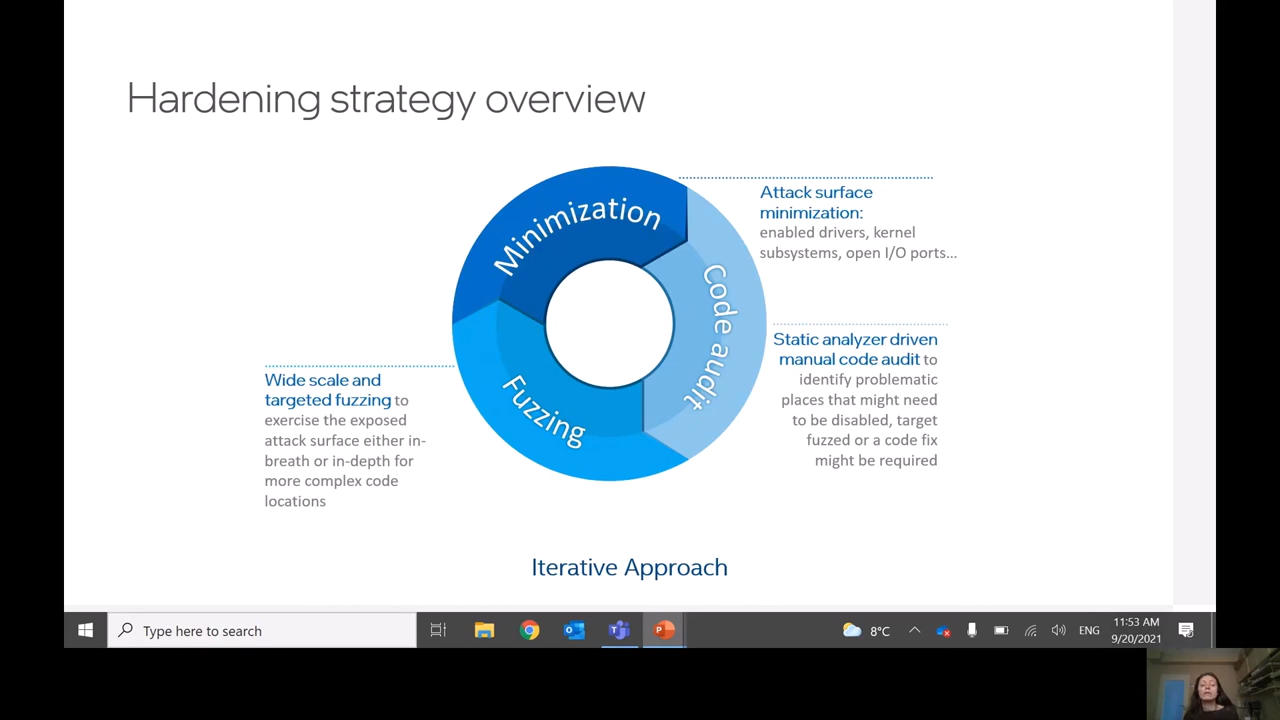 Hardening strategy overview
Minimization
Code audit
Fuzzing
Attack surface
minimization:
enabled drivers, kernel
subsystems, open I/O ports…
Static analyzer driven
manual code audit to
identify problematic
places that might need
to be disabled, target
fuzzed or a code fix
might be required
Wide scale and
targeted fuzzing to
exercise the exposed
attack surface either in-
breath or in-depth for
more complex code
locations
Iterative Approach
Type here to search
8°C
ENG
11:53 AM
9/20/2021